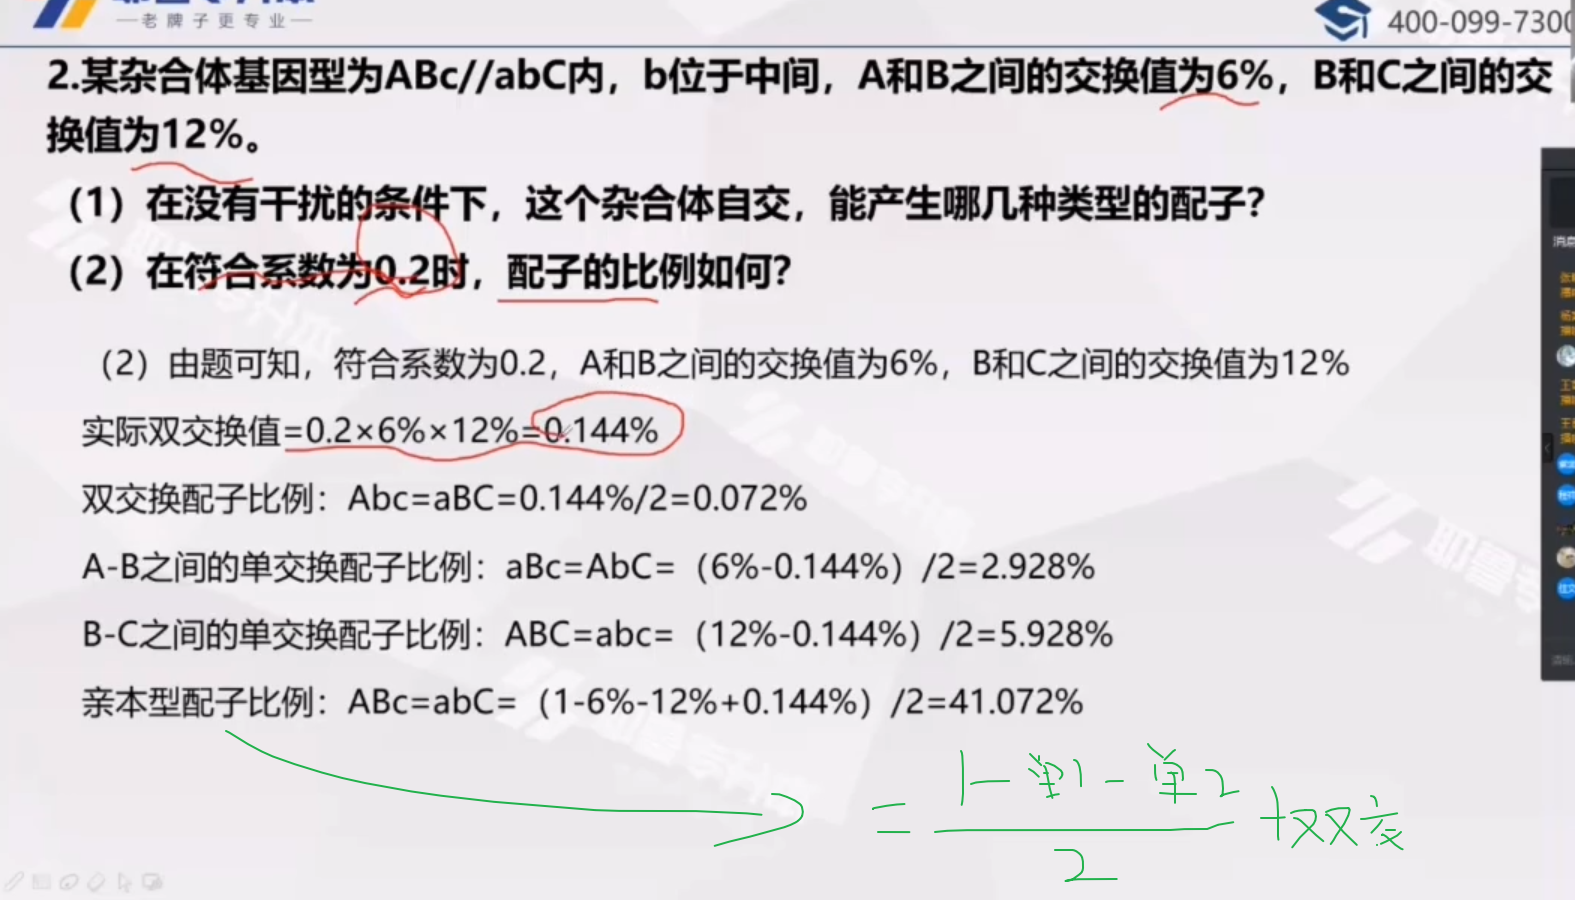 —老牌子更专业—
400-099-7300
2.某杂合体基因型为ABc//abC内，b位于中间，A和B之间的交换值为6%，B和C之间的交
换值为12%。
（1）在没有干扰的条件下，这个杂合体自交，能产生哪几种类型的配子？
（2）在符合系数为0.2时，配子的比例如何？
（2）由题可知，符合系数为0.2，A和B之间的交换值为6%，B和C之间的交换值为12%
实际双交换值=0.2×6%×12%=0.144%
双交换配子比例：Abc=aBC=0.144%/2=0.072%
A-B之间的单交换配子比例：aBc=AbC=（6%-0.144%）/2=2.928%
B-C之间的单交换配子比例：ABC=abc=（12%-0.144%）/2=5.928%
亲本型配子比例：ABc=abC=（1-6%-12%+0.144%）/2=41.072%
1-单1-单2
= +双交
2